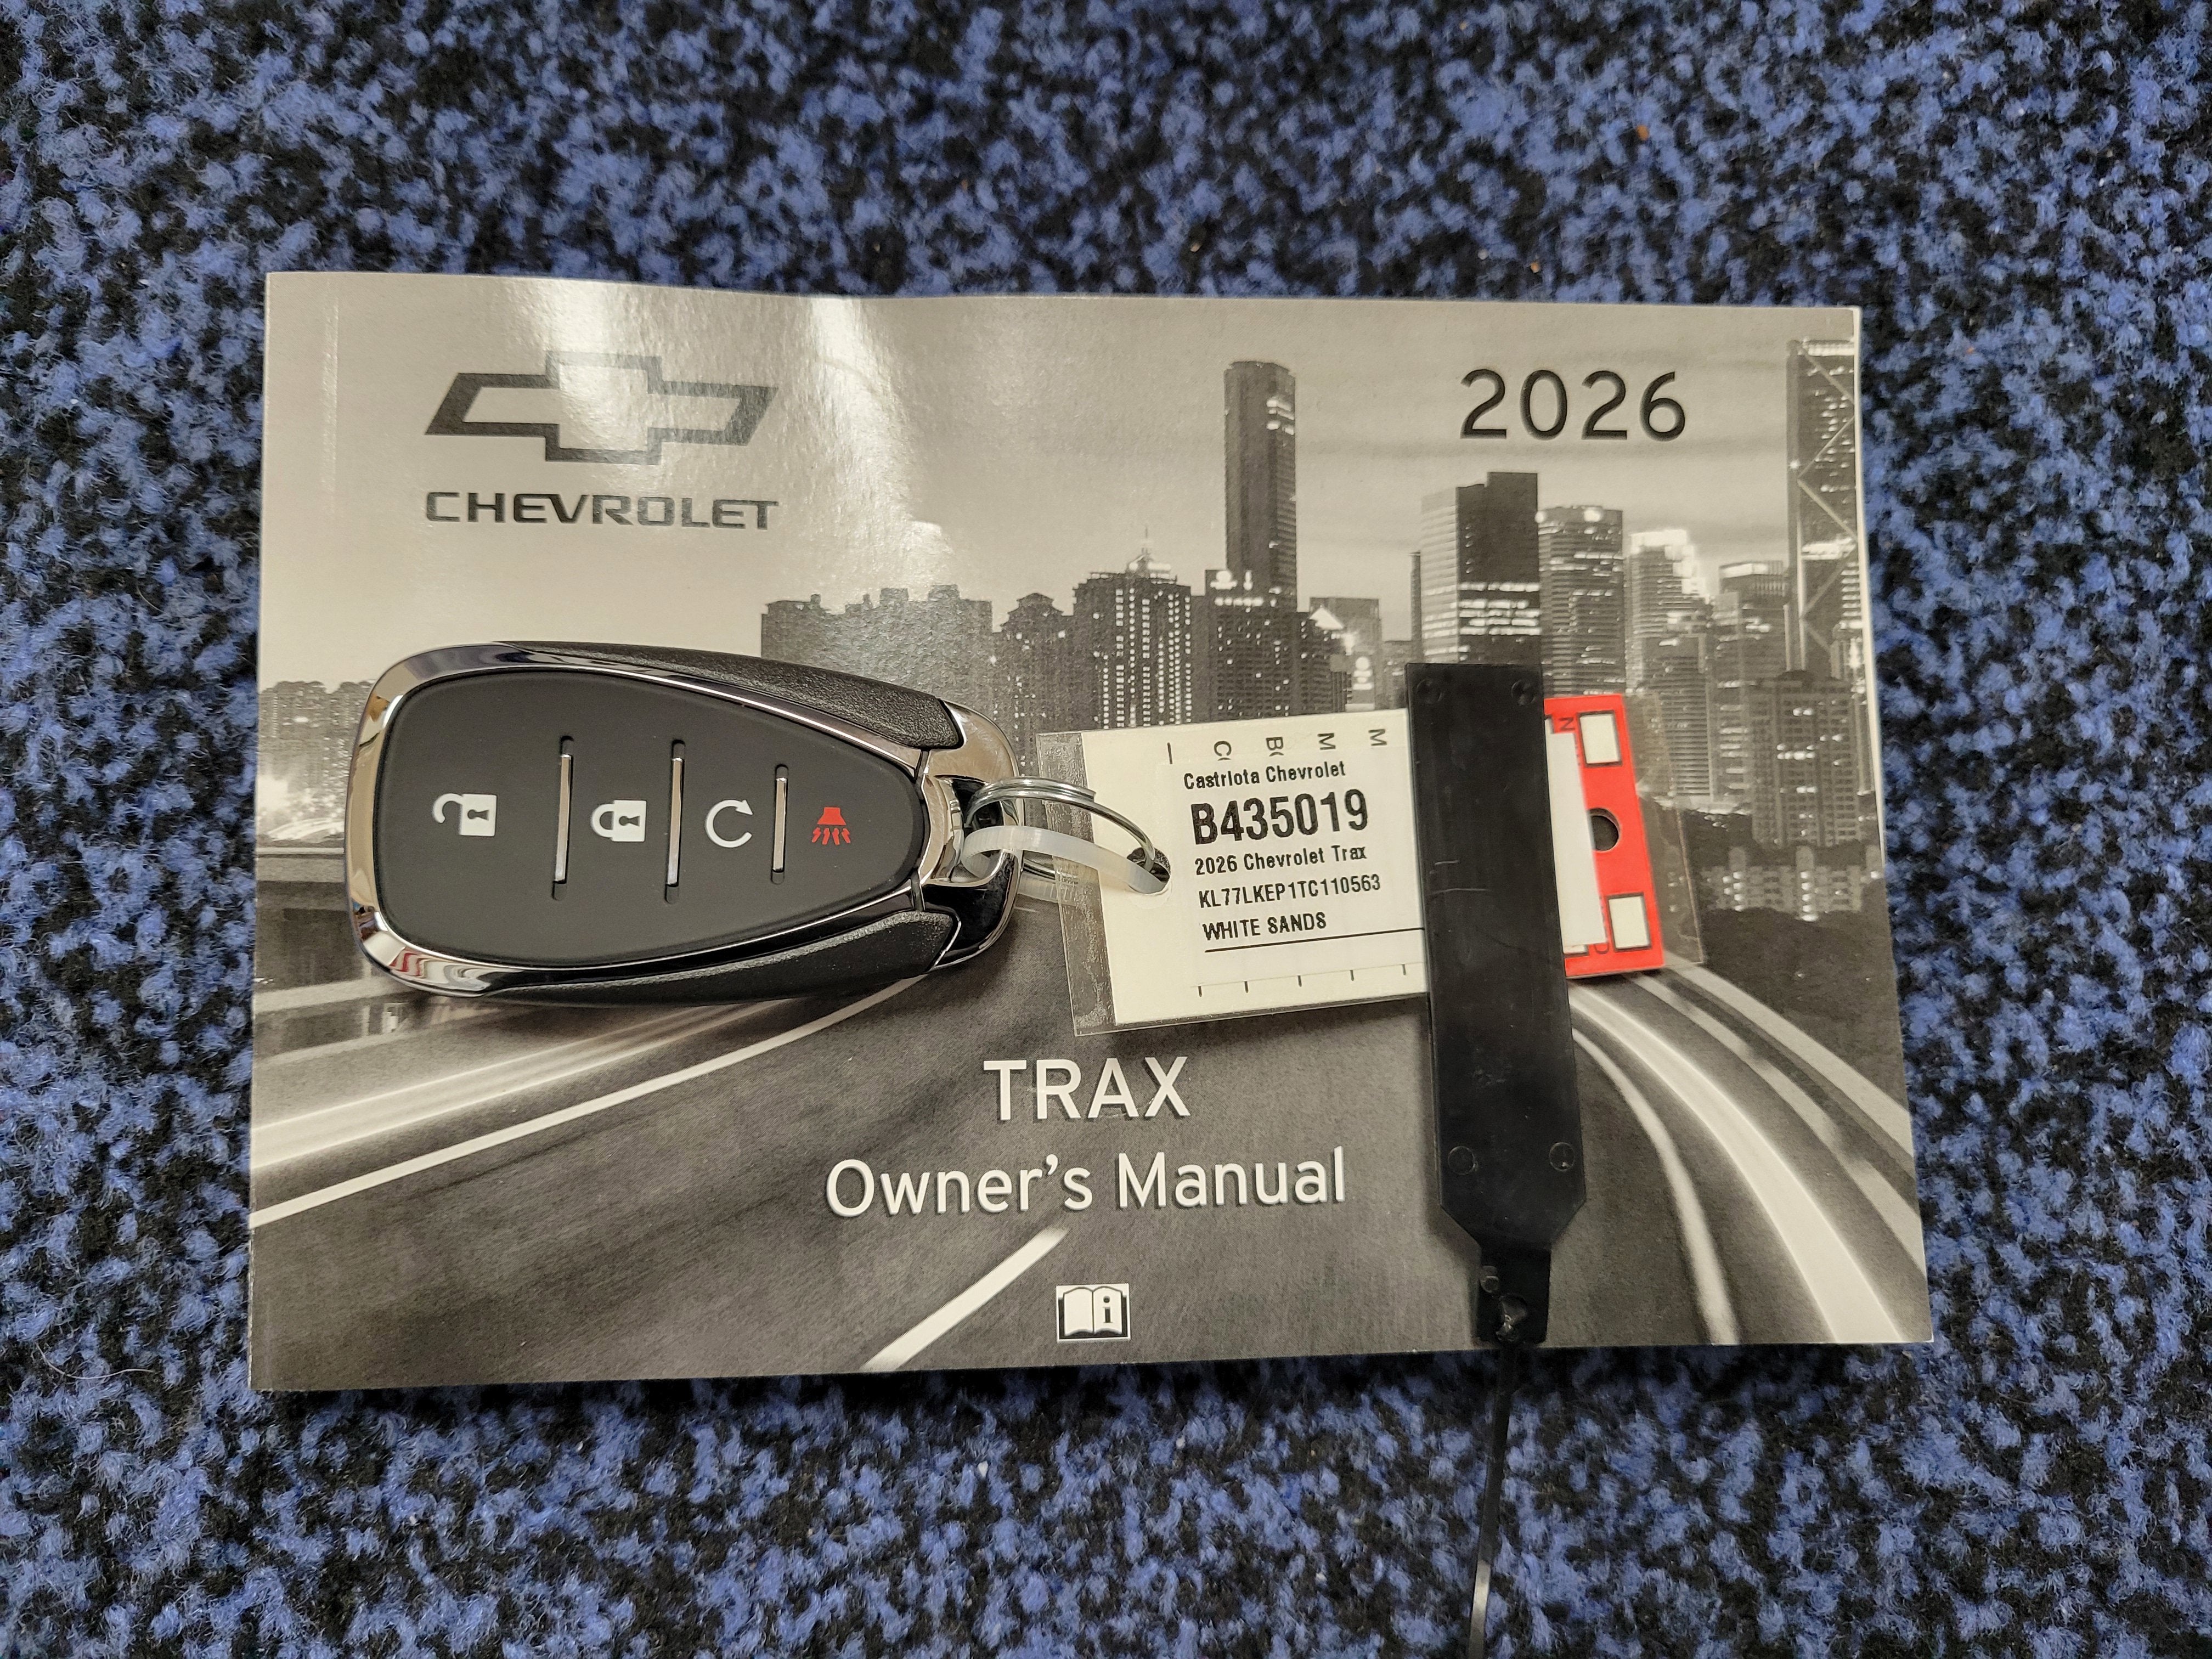 CHEVROLET
2026
C B M M
Castriota Chevrolet
B435019
2026 Chevrolet Trax
KL77LKEP1TC110563
WHITE SANDS
TRAX
Owner's Manual
i